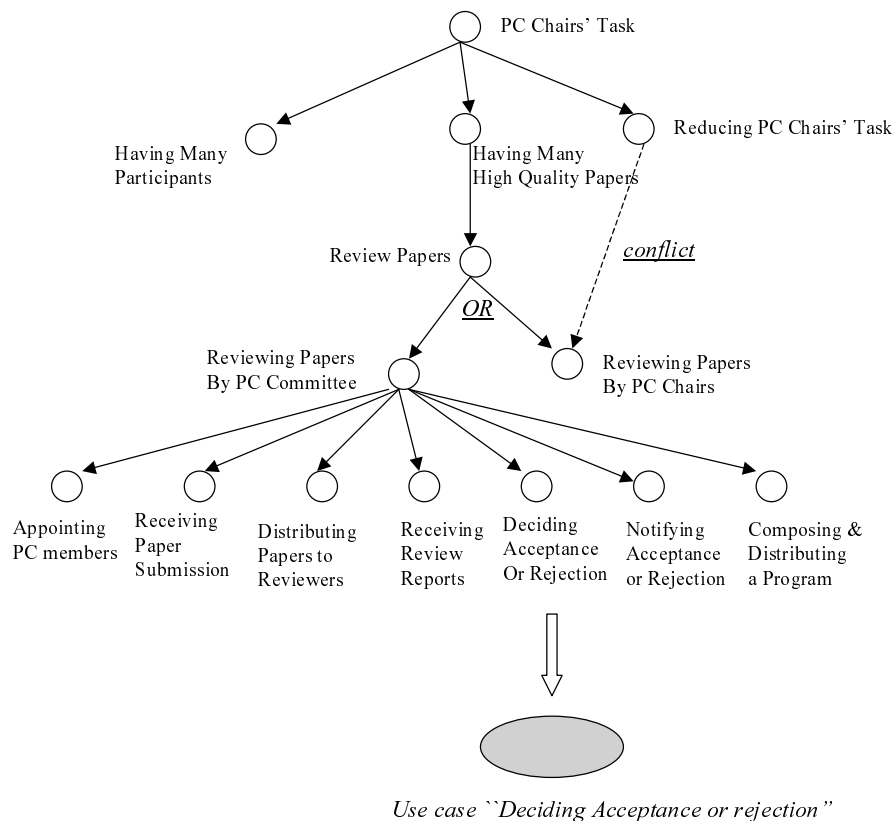 PC Chairs’ Task
Having Many
Participants
Having Many
High Quality Papers
Reducing PC Chairs’ Task
Review Papers
conflict
OR
Reviewing Papers
By PC Committee
Reviewing Papers
By PC Chairs
Appointing
PC members
Receiving
Paper
Submission
Distributing
Papers to
Reviewers
Receiving
Review
Reports
Deciding
Acceptance
Or Rejection
Notifying
Acceptance
or Rejection
Composing &
Distributing
a Program
Use case ``Deciding Acceptance or rejection”